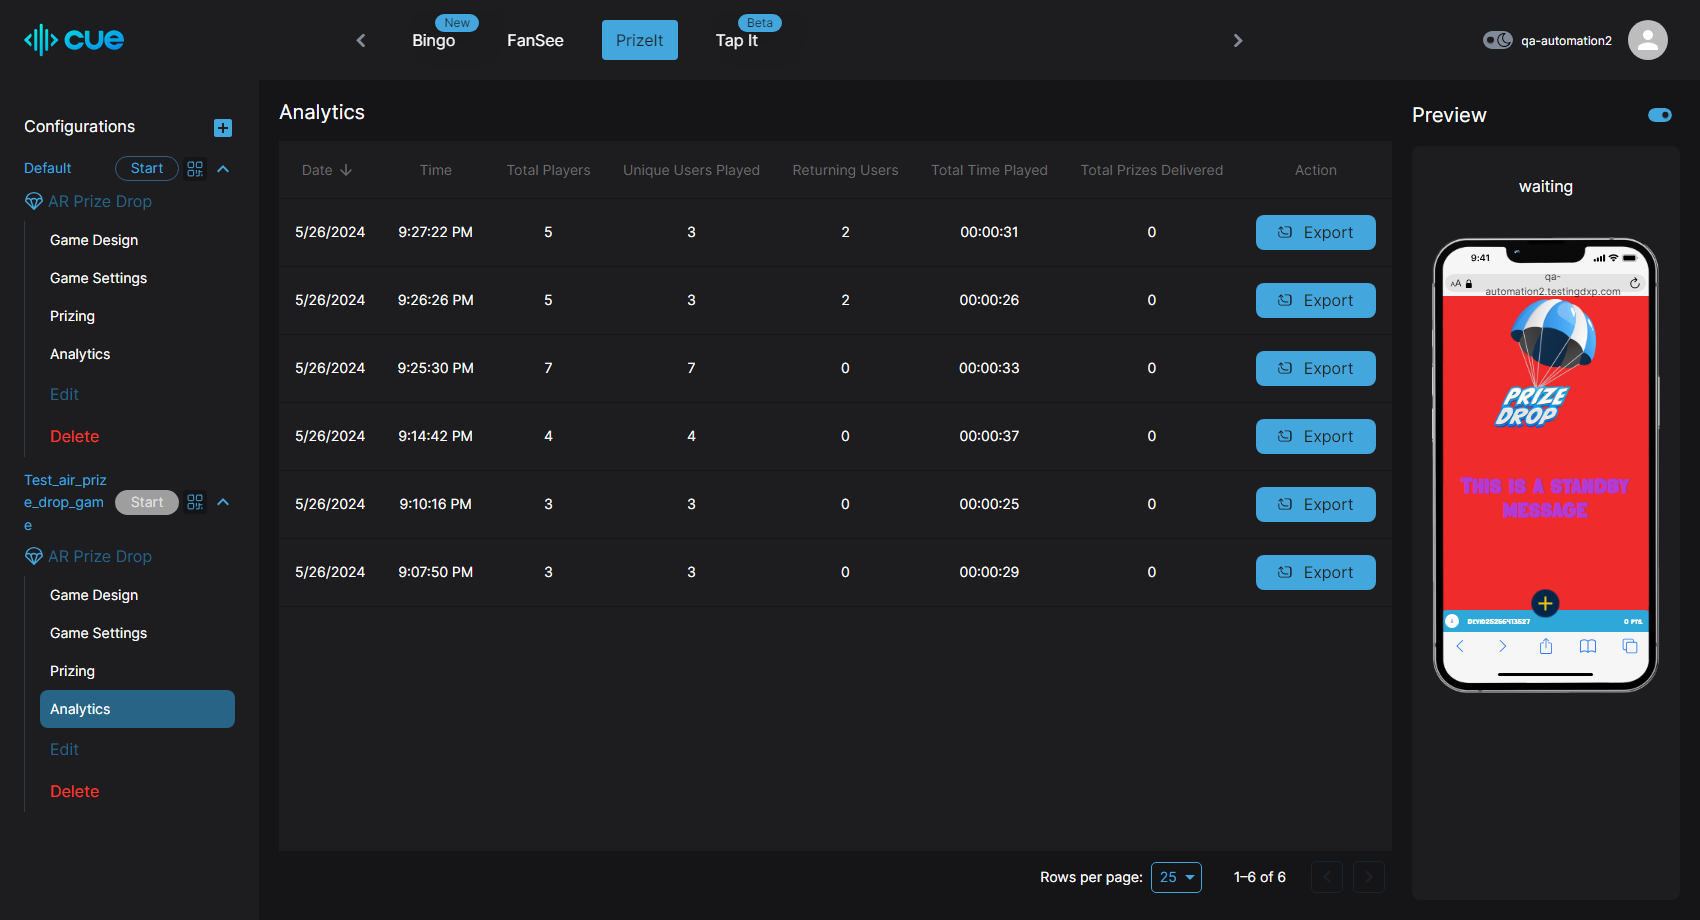 cue
New
Bingo
FanSee
PrizeIt
Beta
Tap It
qa-automation2
Configurations
Default
Start
AR Prize Drop
Game Design
Game Settings
Prizing
Analytics
Edit
Delete
Test_air_priz
e_drop_gam
e
Start
AR Prize Drop
Game Design
Game Settings
Prizing
Analytics
Edit
Delete
Analytics
Date Time Total Players Unique Users Played Returning Users Total Time Played Total Prizes Delivered Action
5/26/2024 9:27:22 PM 5 3 2 00:00:31 0 Export
5/26/2024 9:26:26 PM 5 3 2 00:00:26 0 Export
5/26/2024 9:25:30 PM 7 7 0 00:00:33 0 Export
5/26/2024 9:14:42 PM 4 4 0 00:00:37 0 Export
5/26/2024 9:10:16 PM 3 3 0 00:00:25 0 Export
5/26/2024 9:07:50 PM 3 3 0 00:00:29 0 Export
Rows per page: 25 1–6 of 6
Preview
waiting
9:41
AA
qa-
automation2.testingdxp.com
PRIZE
DROP
THIS IS A STANDBY
MESSAGE
0 PTS.